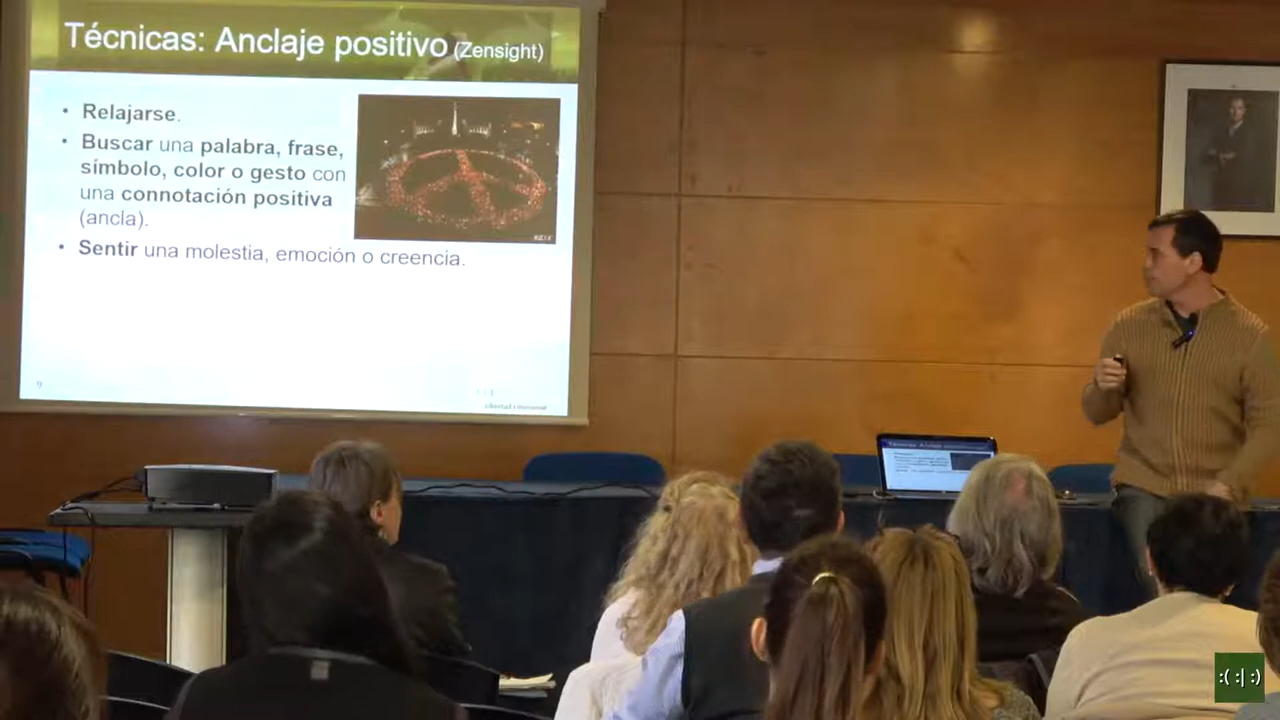 Técnicas: Anclaje positivo (Zensight)
• Relajarse.
• Buscar una palabra, frase,
símbolo, color o gesto con
una connotación positiva
(ancla).
• Sentir una molestia, emoción o creencia.
9
:( :| :)